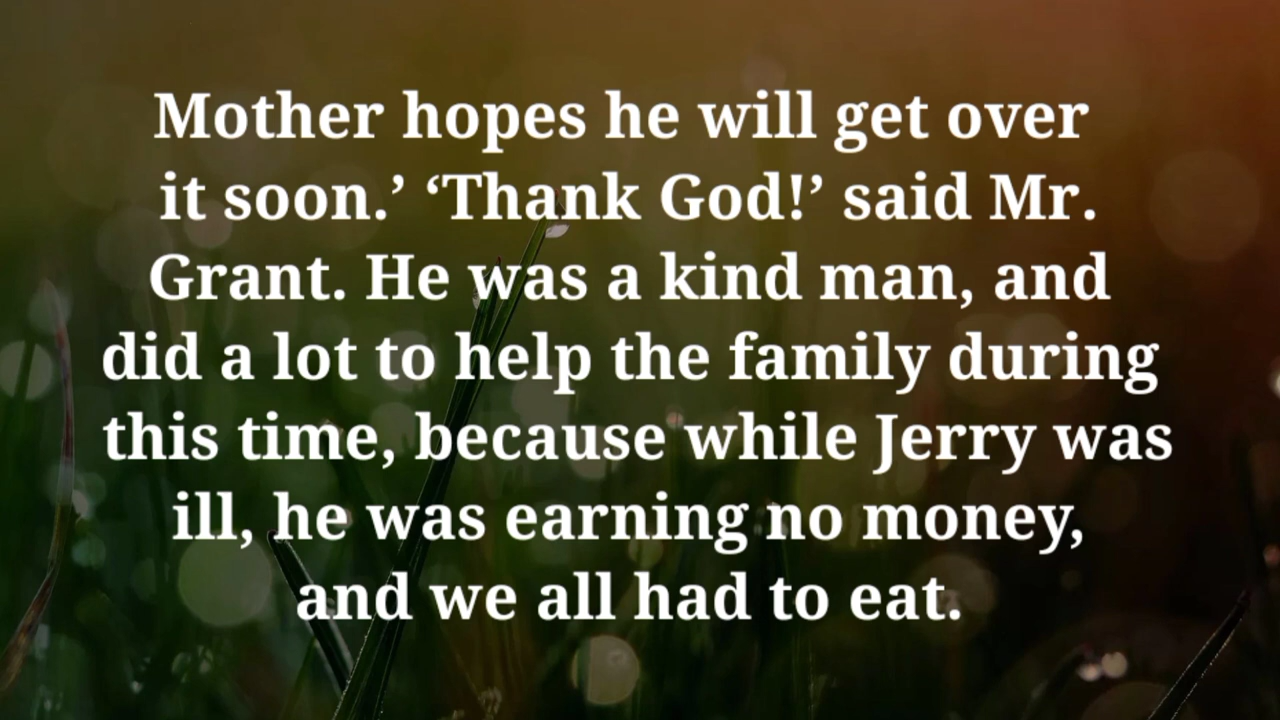 Mother hopes he will get over
it soon.’ ‘Thank God!’ said Mr.
Grant. He was a kind man, and
did a lot to help the family during
this time, because while Jerry was
ill, he was earning no money,
and we all had to eat.